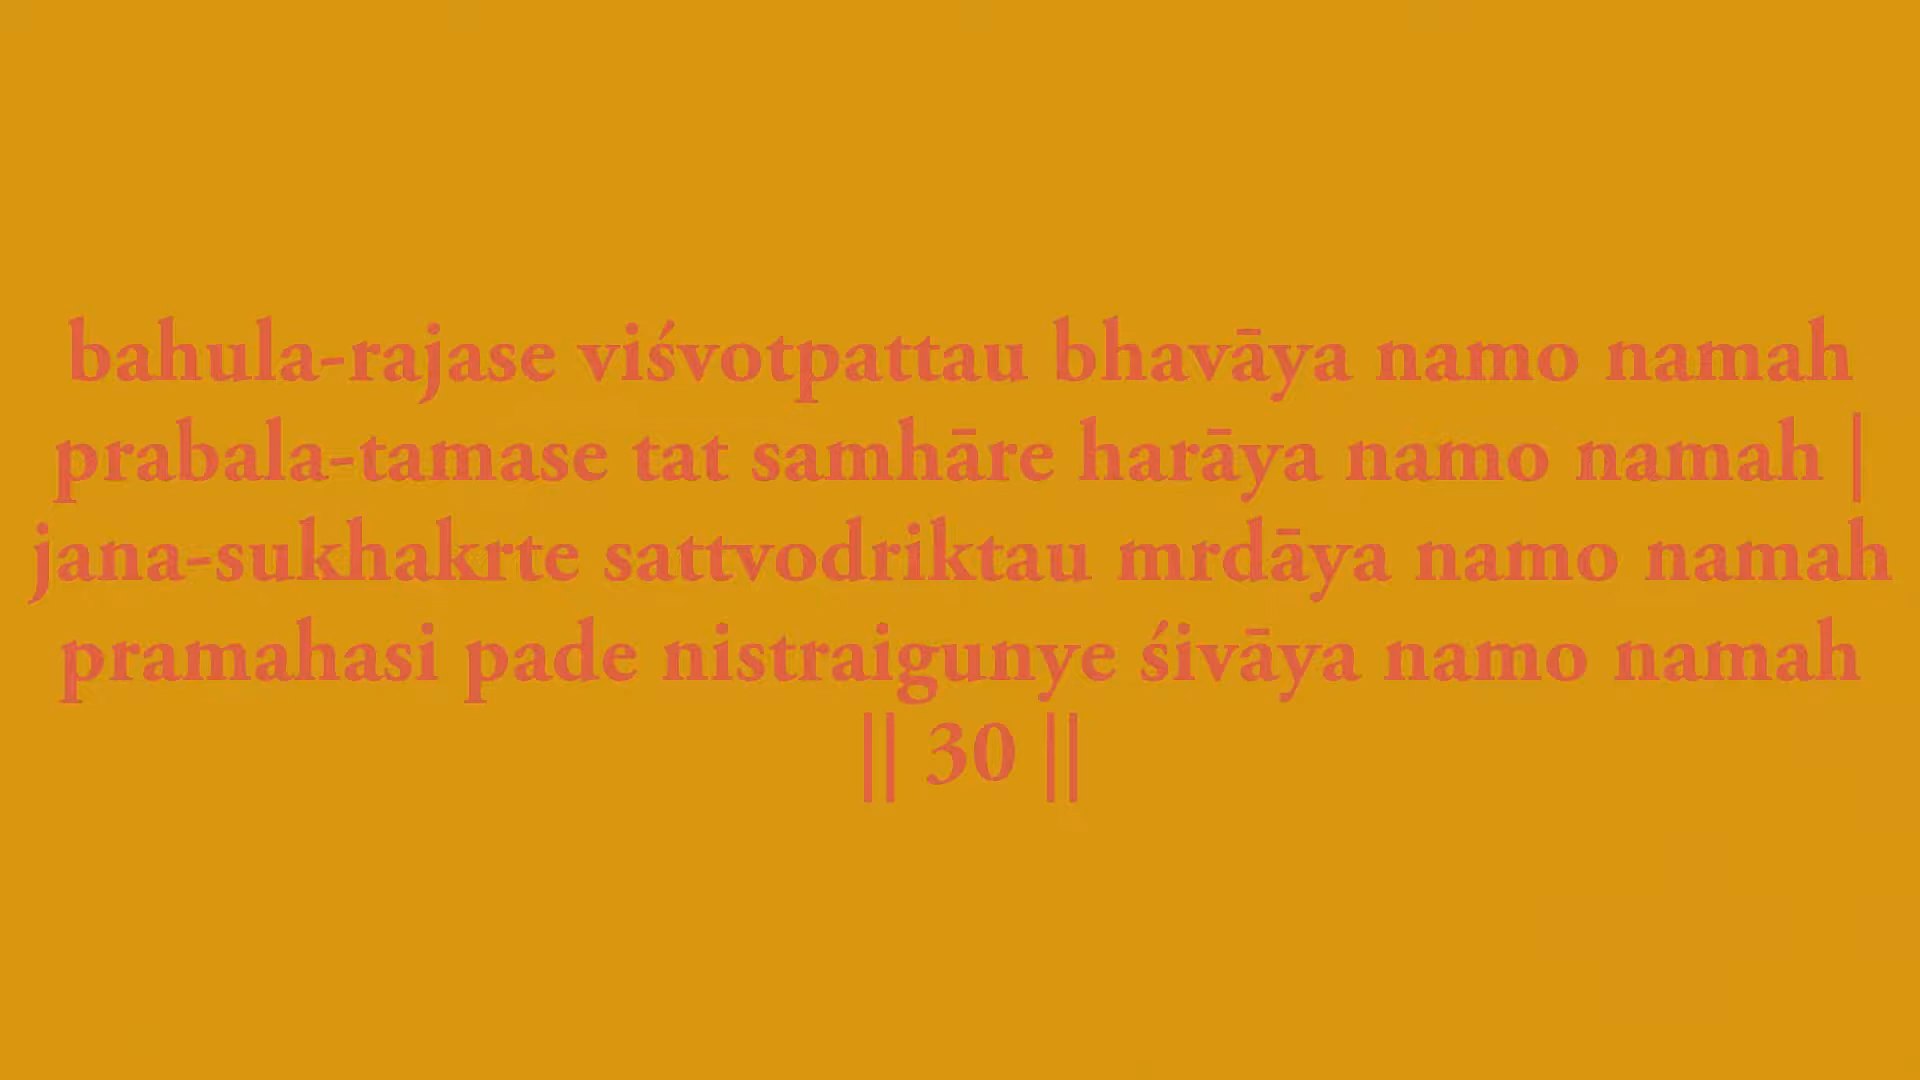 bahula-rajase viśvotpattau bhavāya namo namah
prabala-tamase tat samhāre harāya namo namah |
jana-sukhakrte sattvodriktau mrdāya namo namah
pramahasi pade nistraigunye śivāya namo namah
|| 30 ||